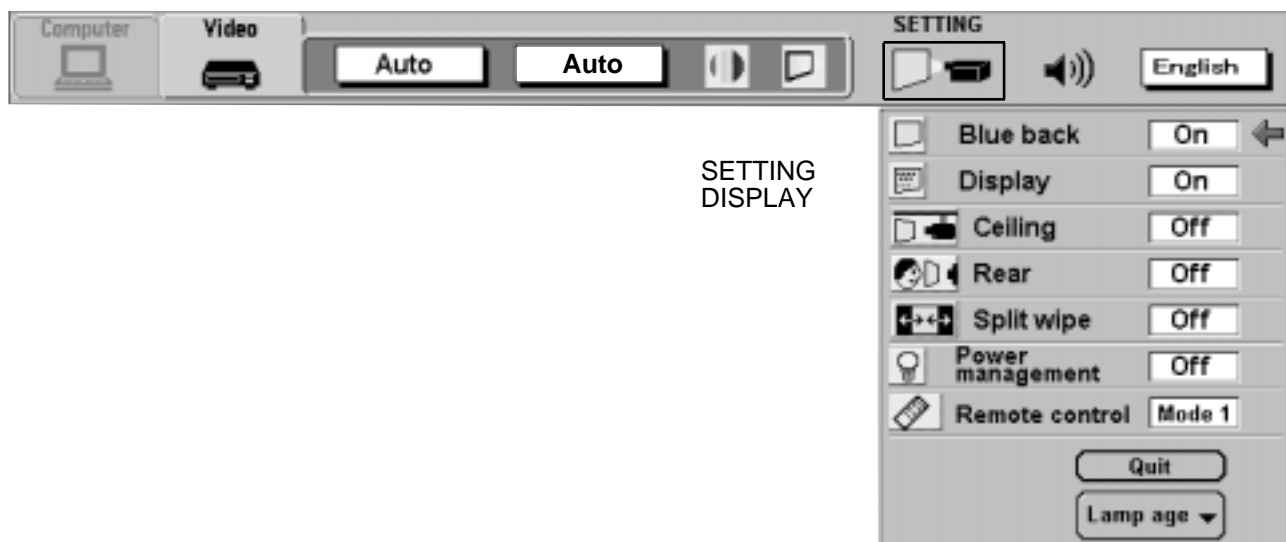 Computer
Video
Auto
Auto
SETTING
English
SETTING
DISPLAY
Blue back On
Display On
Ceiling Off
Rear Off
Split wipe Off
Power
management Off
Remote control Mode 1
Quit
Lamp age